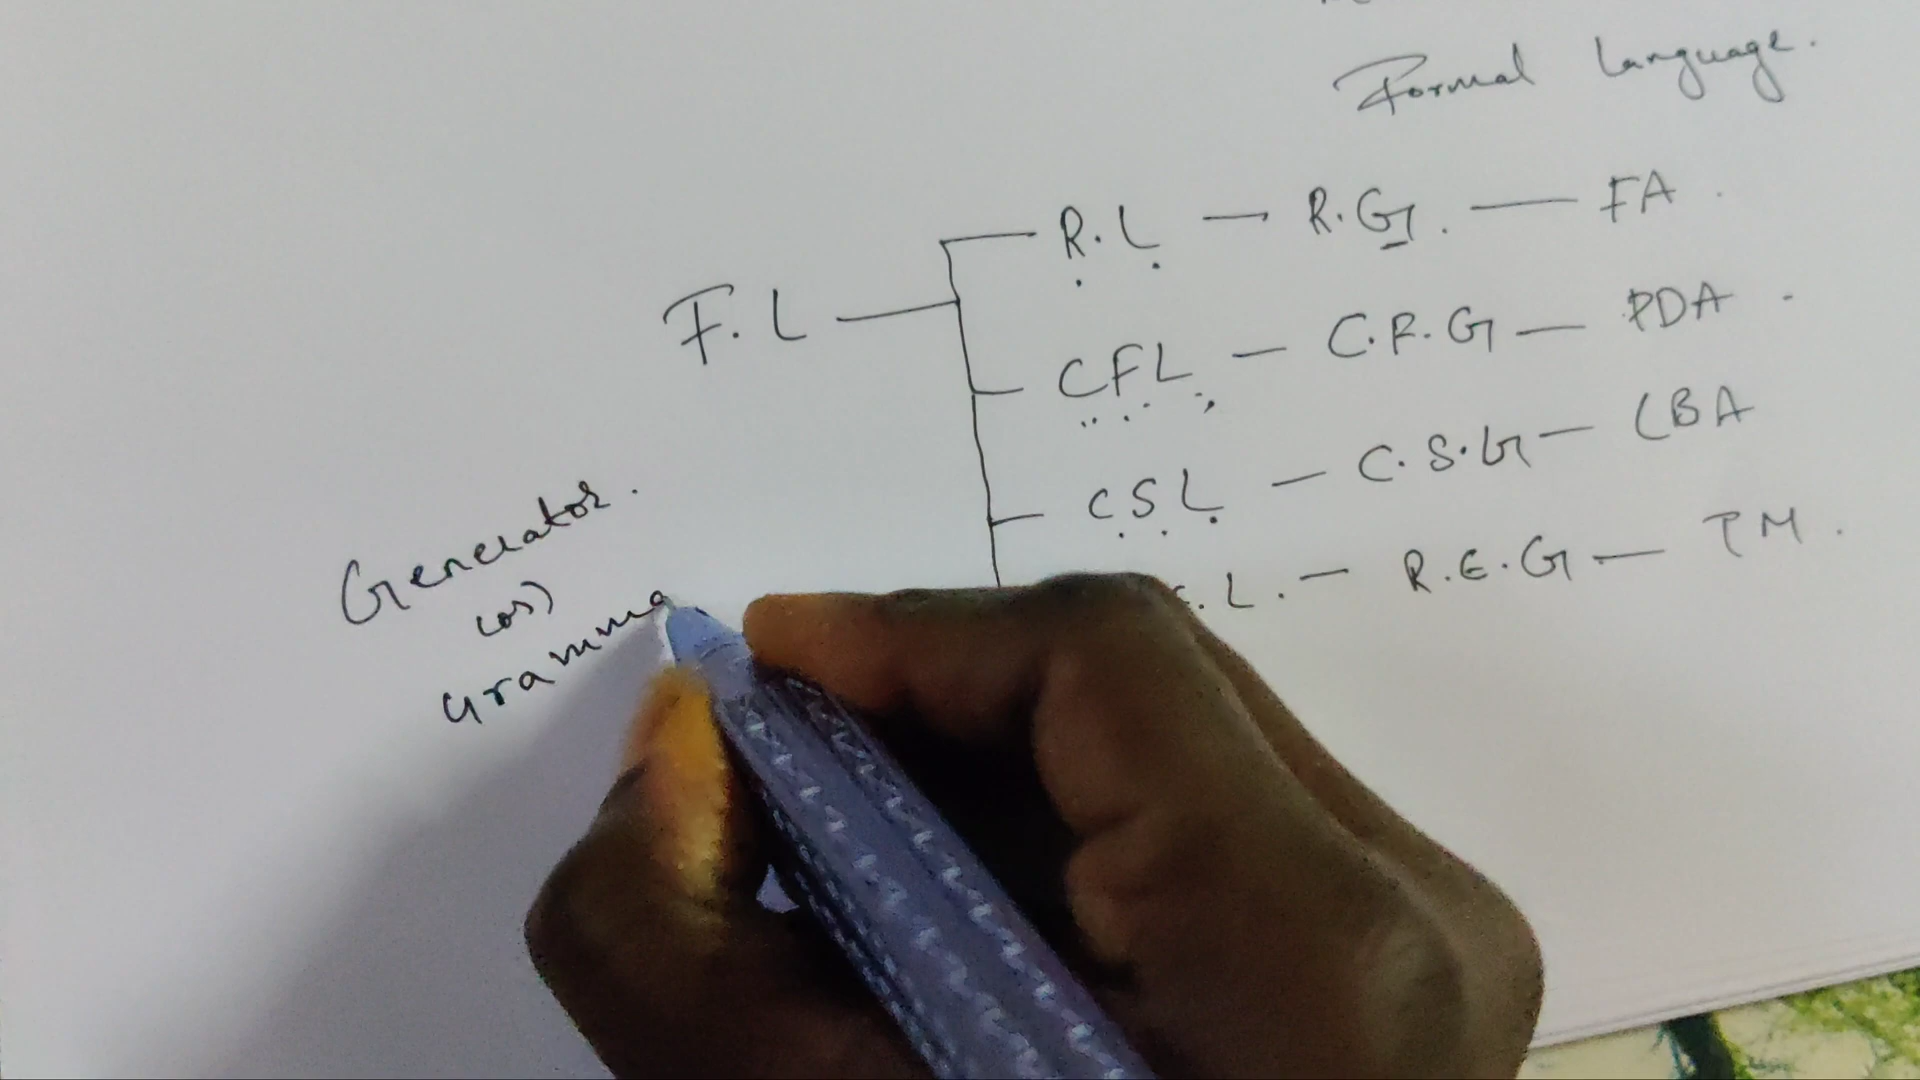 Formal language.
R.L — R.G. — FA.
F.L
CFL — C.F.G — PDA.
CSL — C.S.G — LBA
.L. — R.E.G — TM.
Generator.
(or)
Gramma